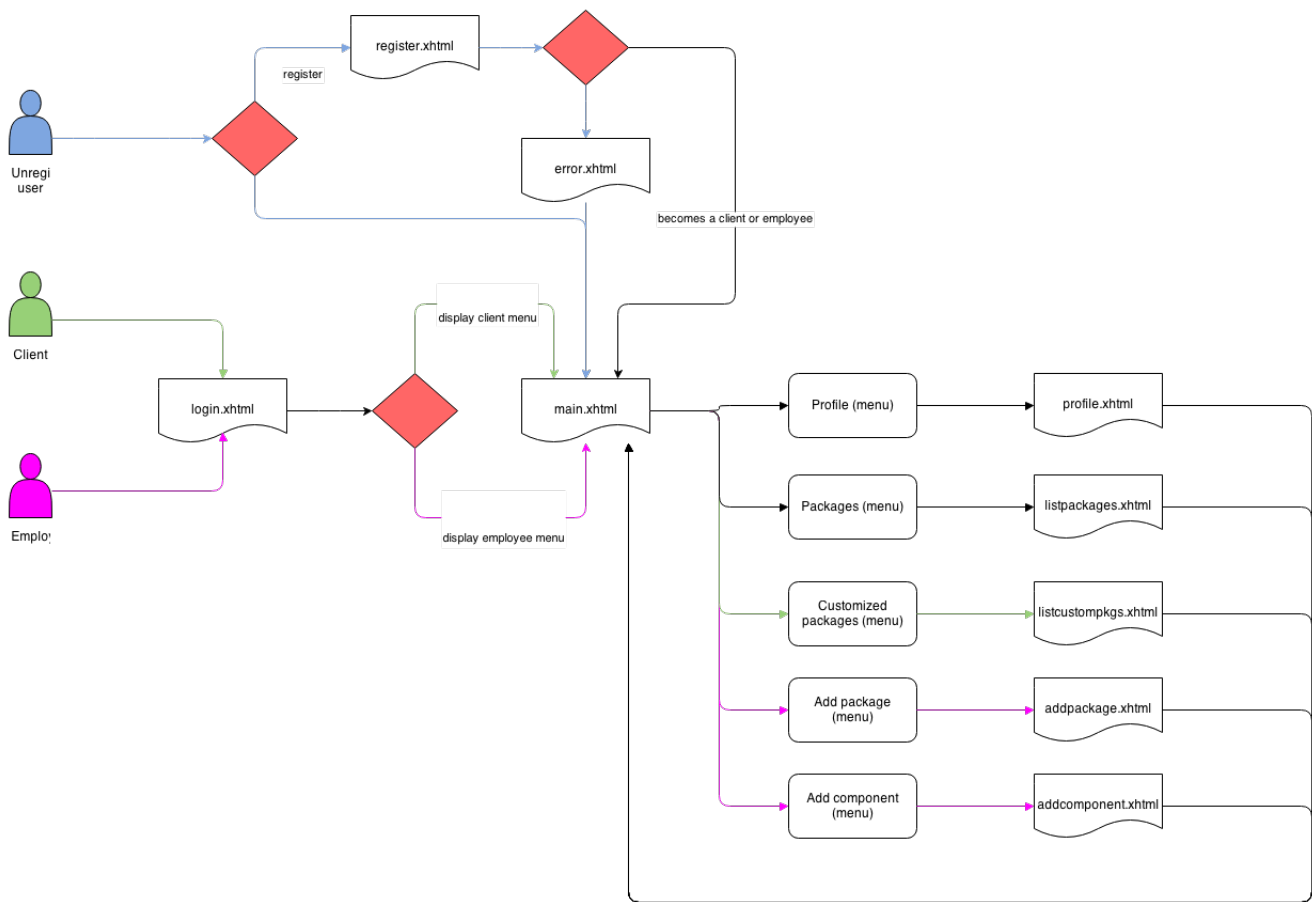 register.xhtml
register
Unregi
user
error.xhtml
becomes a client or employee
display client menu
Client
login.xhtml
main.xhtml
Profile (menu)
profile.xhtml
Packages (menu)
listpackages.xhtml
Employ
display employee menu
Customized
packages (menu)
listcustompkgs.xhtml
Add package
(menu)
addpackage.xhtml
Add component
(menu)
addcomponent.xhtml